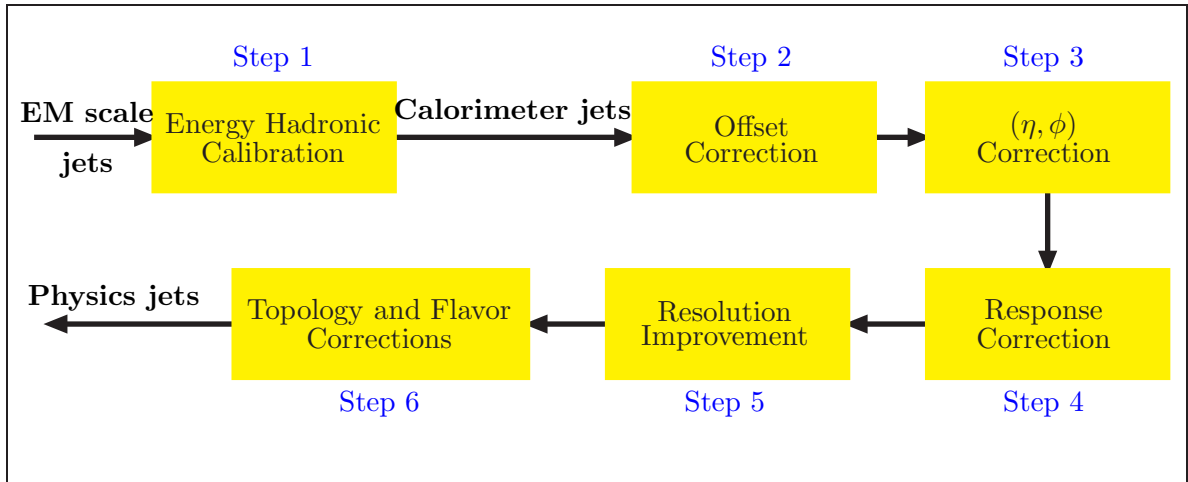 Step 1
Step 2
Step 3
EM scale
jets
Energy Hadronic
Calibration
Calorimeter jets
Offset
Correction
(η, ϕ)
Correction
Physics jets
Topology and Flavor
Corrections
Resolution
Improvement
Response
Correction
Step 6
Step 5
Step 4